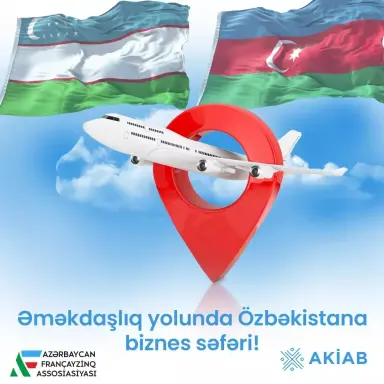 Əməkdaşlıq yolunda Özbəkistana
biznes səfəri!
AZƏRBAYCAN
FRANÇAYZİNQ
ASSOSİASİYASI
AKİAB